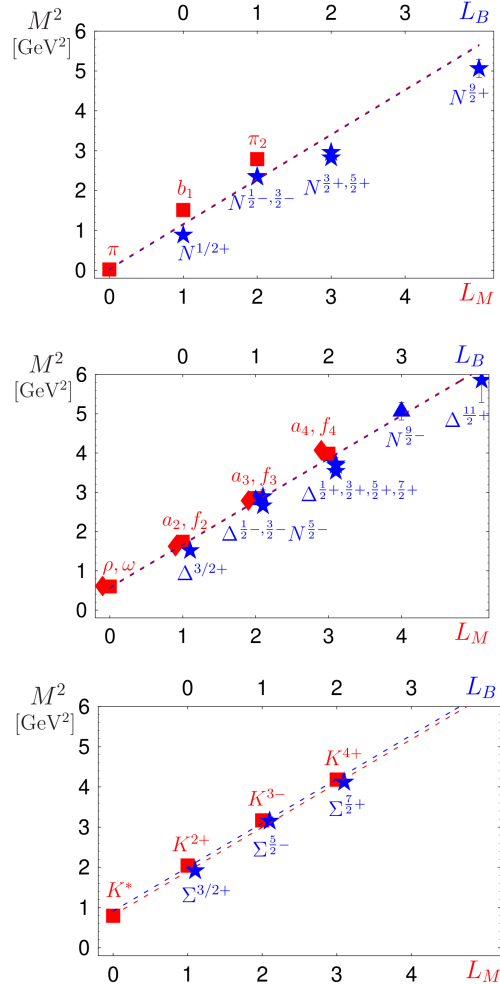 M² 0 1 2 3 4 L_B
[GeV²]
6
5
N^{9/2+}
4
3
π₂
N^{3/2+,5/2+}
2
b₁
N^{1/2−,3/2−}
1
N^{1/2+}
π
0
0 1 2 3 4 L_M
M² 0 1 2 3 L_B
[GeV²]
6
5
Δ^{11/2+}
N^{9/2−}
a₄, f₄
4
a₃, f₃
3
Δ^{1/2+,3/2+,5/2+,7/2+}
a₂, f₂
2
Δ^{1/2−,3/2−} N^{5/2−}
ρ, ω
1
Δ^{3/2+}
0
0 1 2 3 4 L_M
M² 0 1 2 3 L_B
[GeV²]
6
5
K^{4+}
4
K^{3−}
Σ^{7/2+}
3
K^{2+}
Σ^{5/2−}
2
K*
Σ^{3/2+}
1
0
0 1 2 3 4 L_M